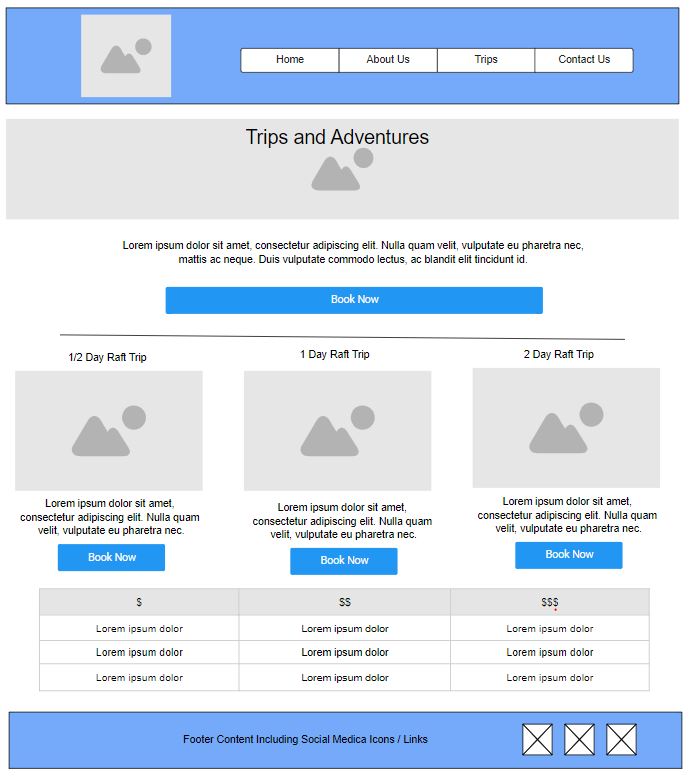 Home About Us Trips Contact Us
Trips and Adventures
Lorem ipsum dolor sit amet, consectetur adipiscing elit. Nulla quam velit, vulputate eu pharetra nec,
mattis ac neque. Duis vulputate commodo lectus, ac blandit elit tincidunt id.
Book Now
1/2 Day Raft Trip
Lorem ipsum dolor sit amet,
consectetur adipiscing elit. Nulla quam
velit, vulputate eu pharetra nec.
Book Now
1 Day Raft Trip
Lorem ipsum dolor sit amet,
consectetur adipiscing elit. Nulla quam
velit, vulputate eu pharetra nec.
Book Now
2 Day Raft Trip
Lorem ipsum dolor sit amet,
consectetur adipiscing elit. Nulla quam
velit, vulputate eu pharetra nec.
Book Now
$ $$ $$$
Lorem ipsum dolor Lorem ipsum dolor Lorem ipsum dolor
Lorem ipsum dolor Lorem ipsum dolor Lorem ipsum dolor
Lorem ipsum dolor Lorem ipsum dolor Lorem ipsum dolor
Footer Content Including Social Medica Icons / Links